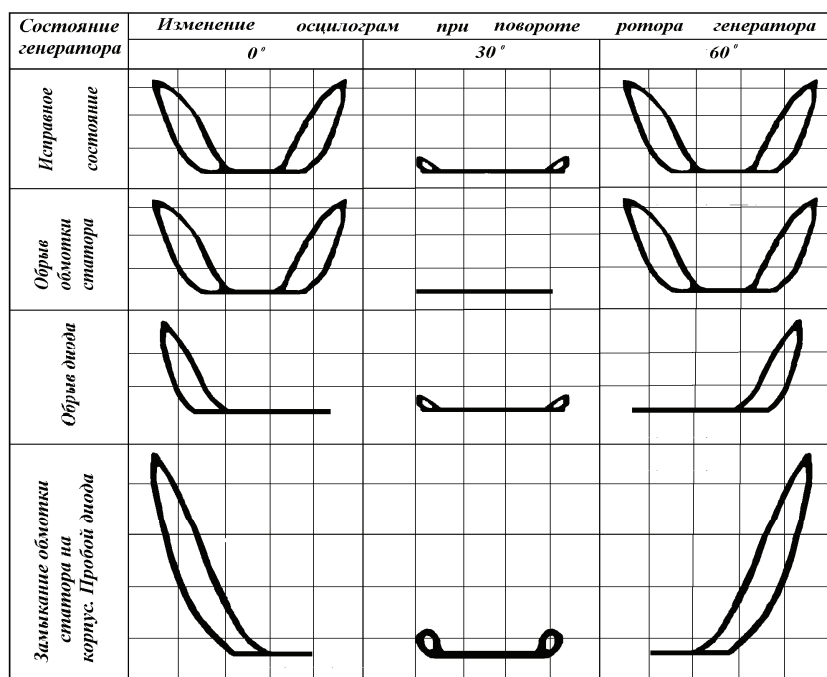 Состояние
генератора
Изменение осцилограм при повороте ротора генератора
0°
30°
60°
Исправное
состояние
Обрыв
обмотки
статора
Обрыв диода
Замыкание обмотки
статора на
корпус. Пробой диода